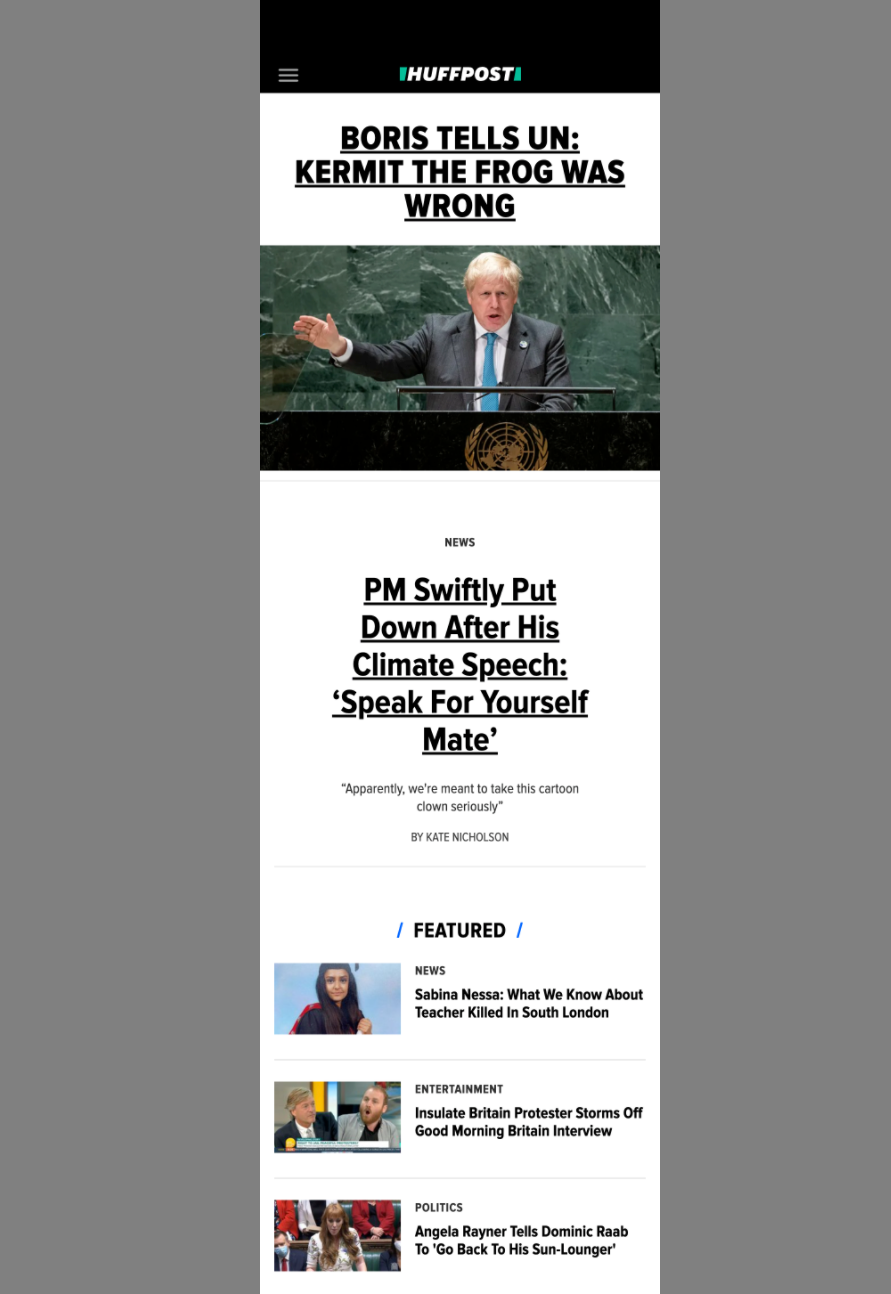 HUFFPOST
BORIS TELLS UN:
KERMIT THE FROG WAS
WRONG
NEWS
PM Swiftly Put
Down After His
Climate Speech:
‘Speak For Yourself
Mate’
“Apparently, we're meant to take this cartoon
clown seriously”
BY KATE NICHOLSON
/ FEATURED /
NEWS
Sabina Nessa: What We Know About
Teacher Killed In South London
ENTERTAINMENT
Insulate Britain Protester Storms Off
Good Morning Britain Interview
POLITICS
Angela Rayner Tells Dominic Raab
To 'Go Back To His Sun-Lounger'